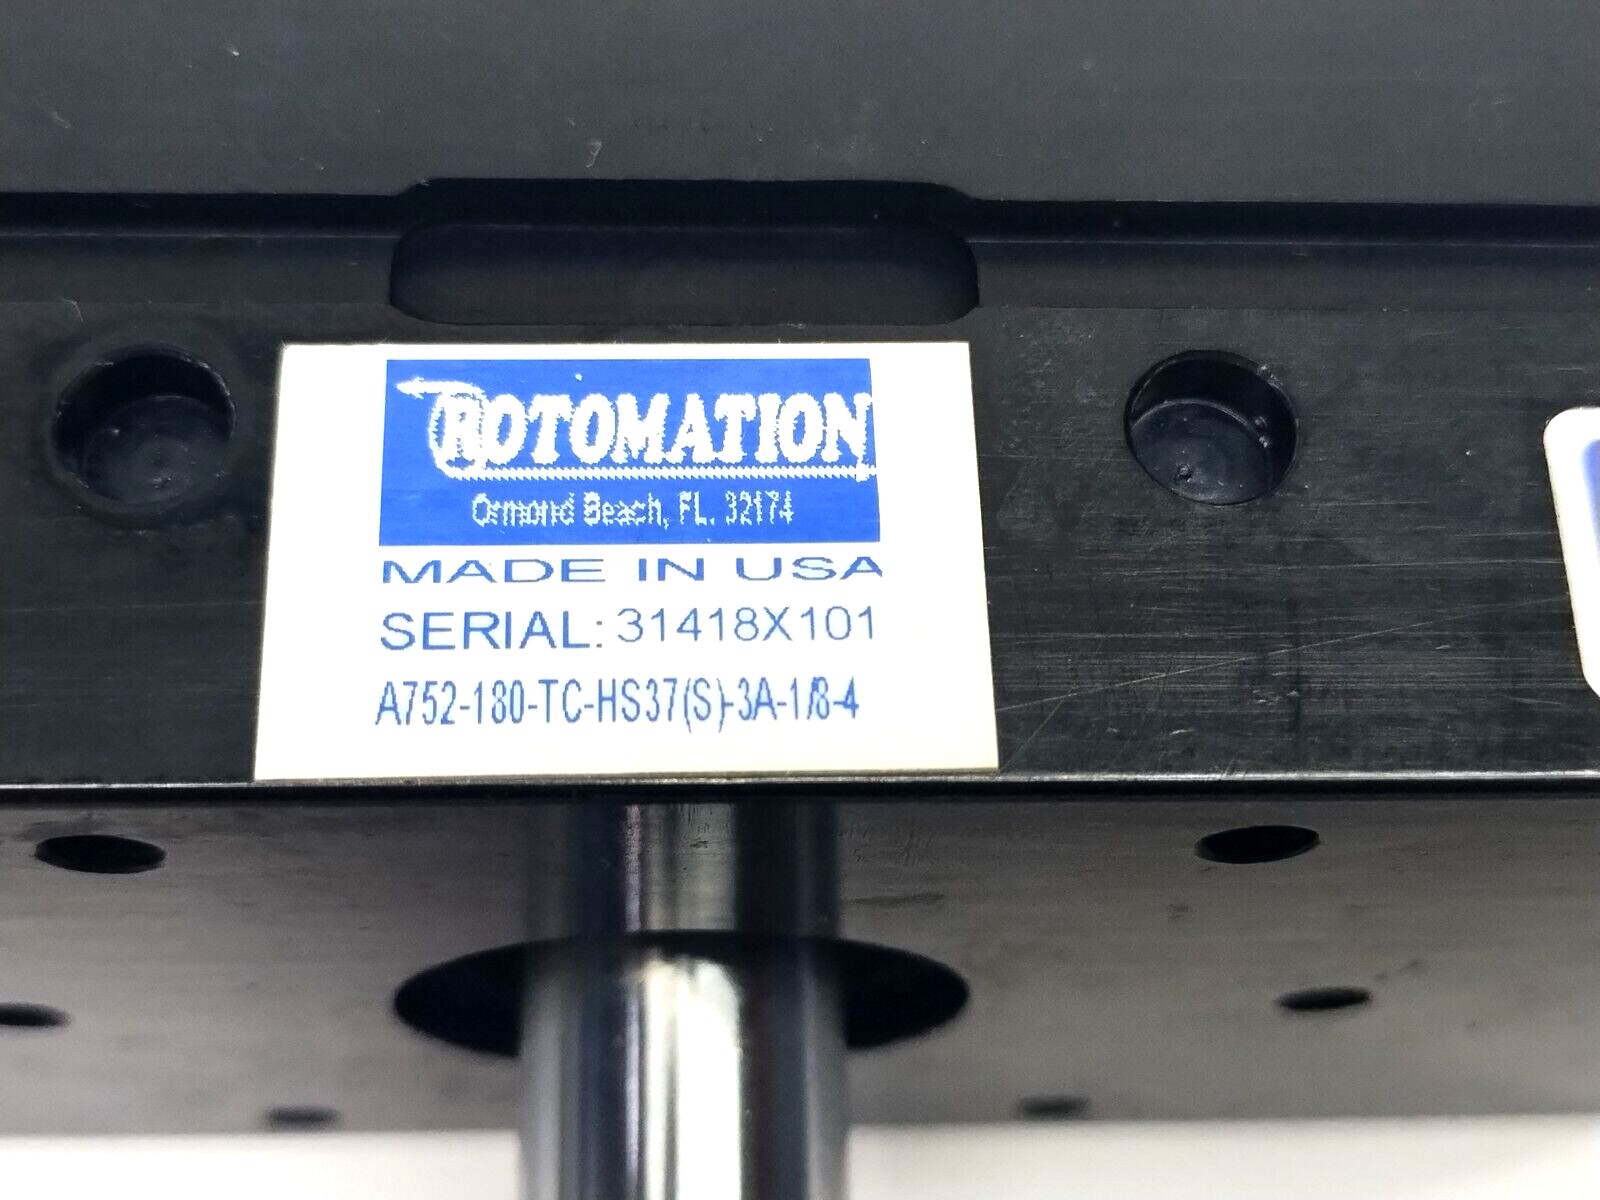 ROTOMATION
Ormond Beach, FL. 32174
MADE IN USA
SERIAL: 31418X101
A752-180-TC-HS37(S)-3A-1/8-4